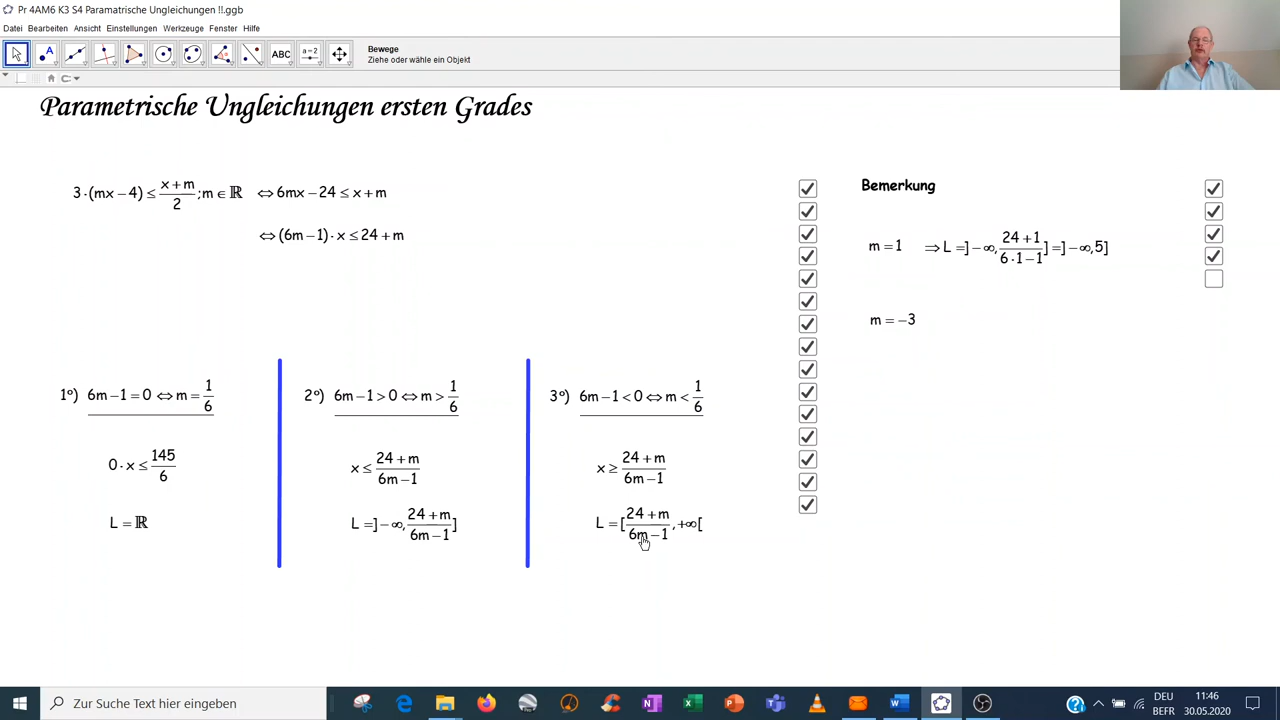 Pr 4AM6 K3 S4 Paramatrische Ungleichungen !!.ggb
Datei Bearbeiten Ansicht Einstellungen Werkzeuge Fenster Hilfe
ABC
a=2
Bewege
Ziehe oder wähle ein Objekt
Parametrische Ungleichungen ersten Grades
3·(mx−4) ≤ (x+m)/2 ; m∈ℝ ⇔ 6mx−24 ≤ x+m
⇔ (6m−1)·x ≤ 24+m
Bemerkung
m=1 ⇒ L=]−∞, (24+1)/(6·1−1)]=]−∞,5]
m=−3
1°) 6m−1=0 ⇔ m=1/6
0·x ≤ 145/6
L=ℝ
2°) 6m−1>0 ⇔ m>1/6
x ≤ (24+m)/(6m−1)
L=]−∞, (24+m)/(6m−1)]
3°) 6m−1<0 ⇔ m<1/6
x ≥ (24+m)/(6m−1)
L=[(24+m)/(6m−1), +∞[
Zur Suche Text hier eingeben
DEU
BEFR
11:46
30.05.2020